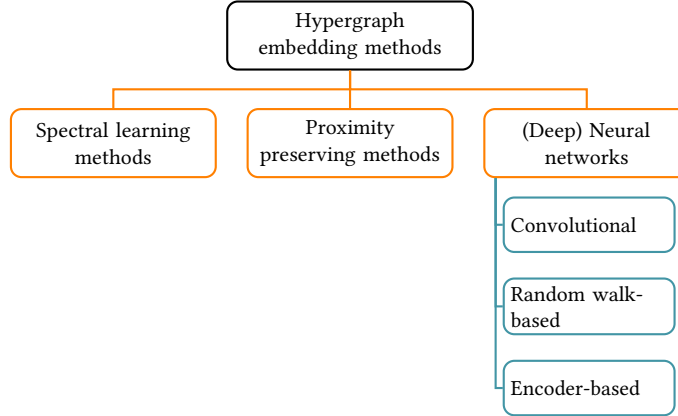 Hypergraph
embedding methods
Spectral learning
methods
Proximity
preserving methods
(Deep) Neural
networks
Convolutional
Random walk-
based
Encoder-based